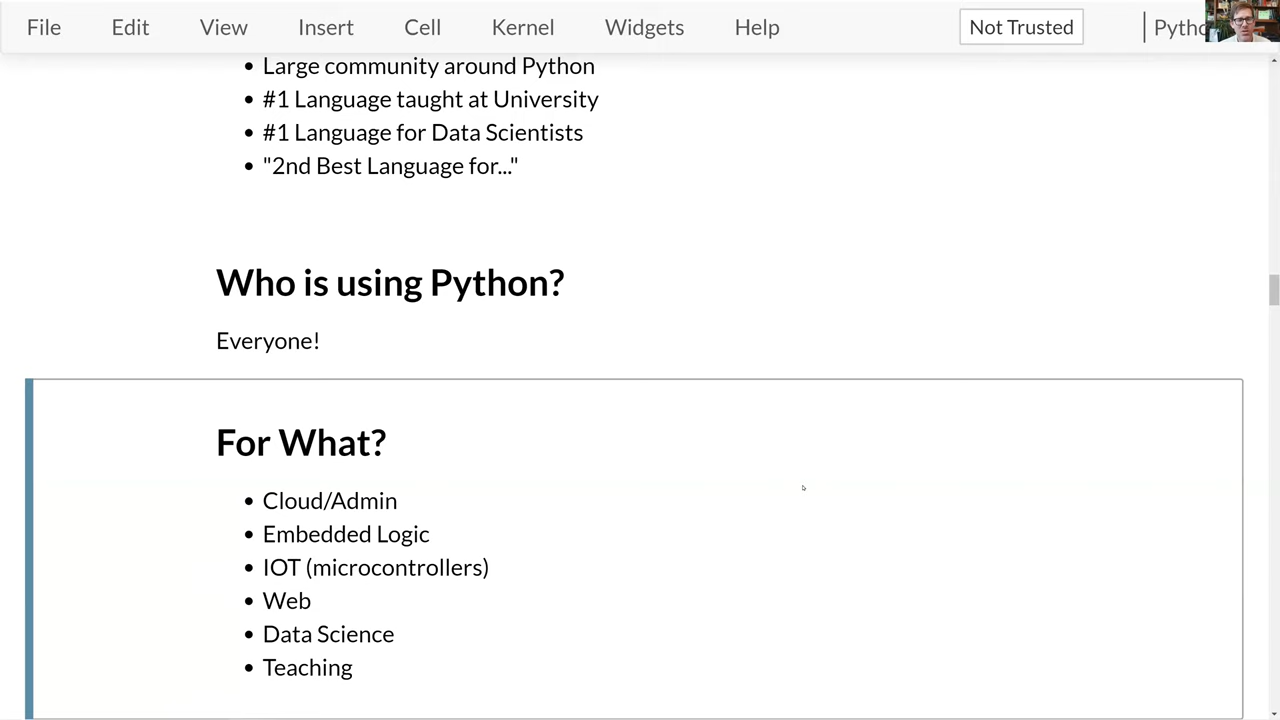 File Edit View Insert Cell Kernel Widgets Help Not Trusted
Large community around Python
#1 Language taught at University
#1 Language for Data Scientists
"2nd Best Language for..."
Who is using Python?
Everyone!
For What?
Cloud/Admin
Embedded Logic
IOT (microcontrollers)
Web
Data Science
Teaching